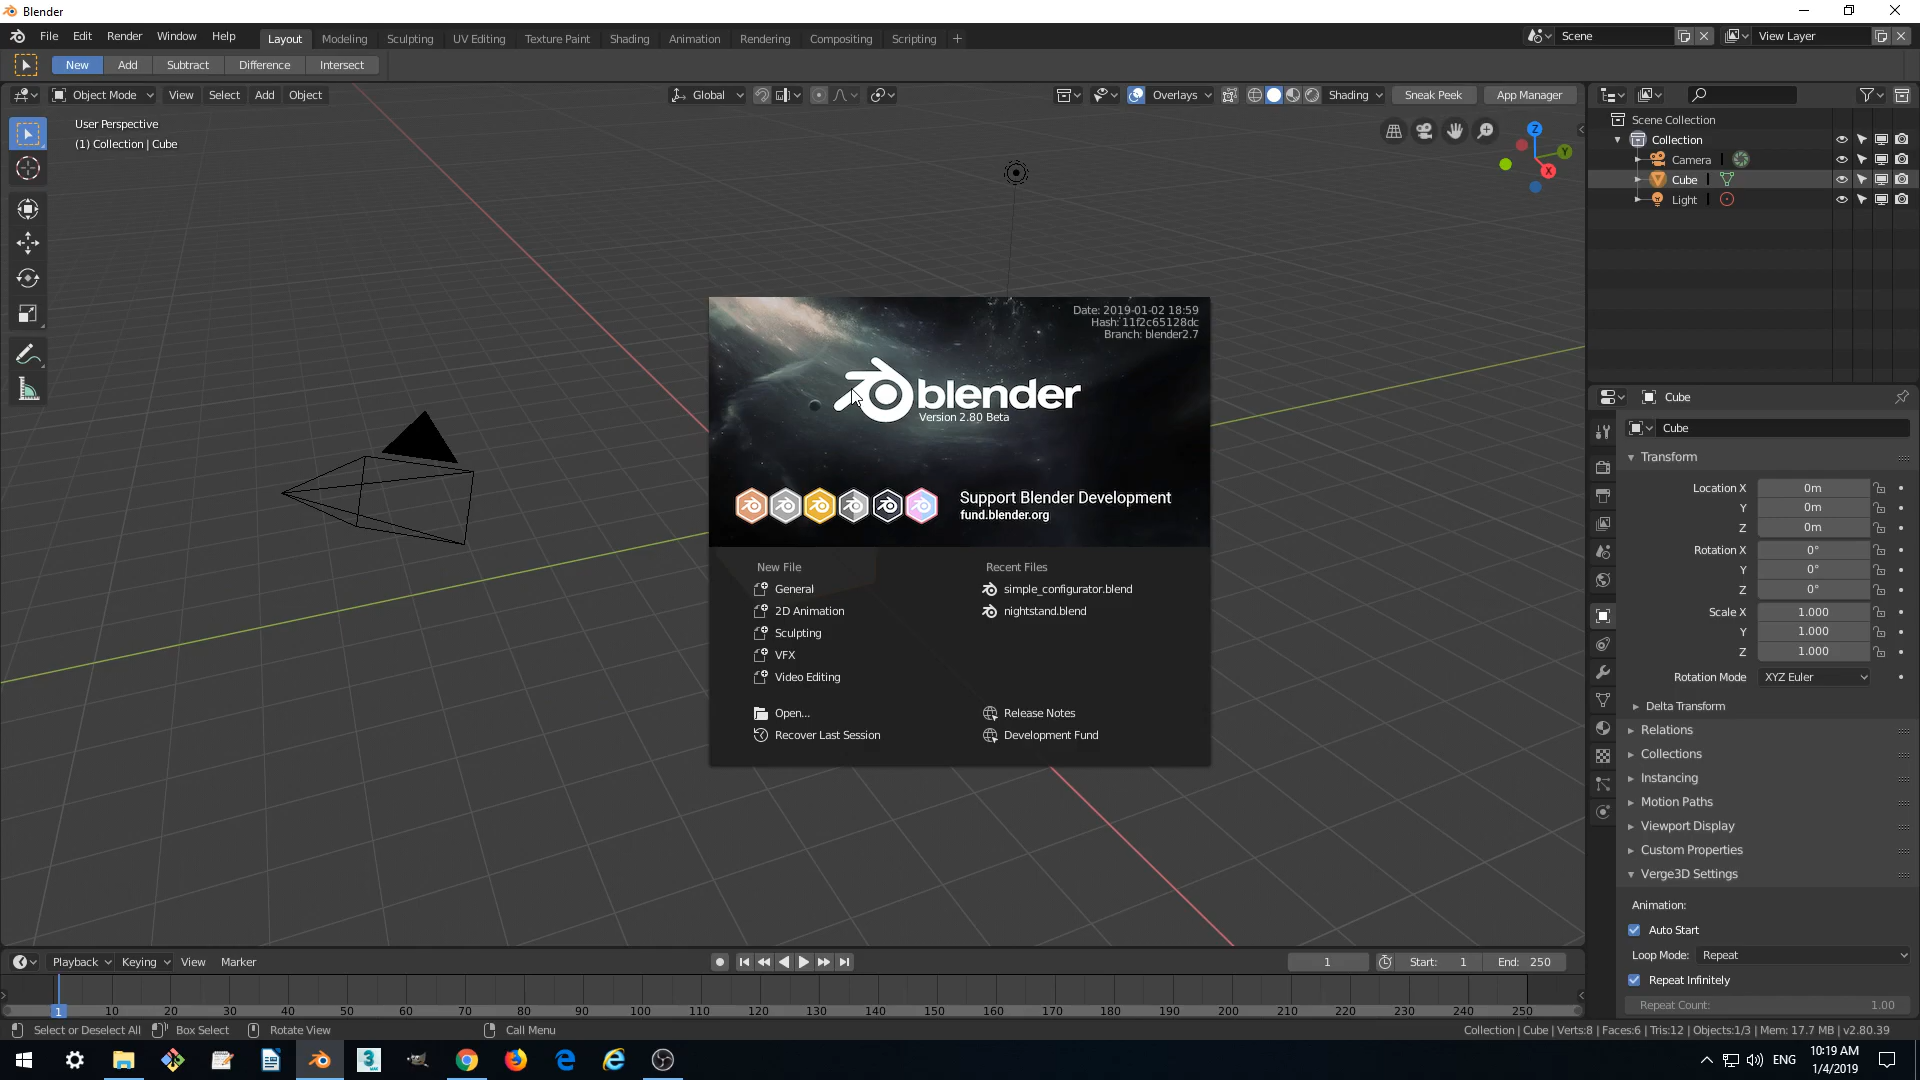 Blender
File Edit Render Window Help Layout Modeling Sculpting UV Editing Texture Paint Shading Animation Rendering Compositing Scripting + Scene View Layer
New Add Subtract Difference Intersect
Object Mode View Select Add Object Global Overlays Shading Sneak Peek App Manager
User Perspective
(1) Collection | Cube
Z
Y
X
Scene Collection
Collection
Camera
Cube
Light
Date: 2019-01-02 18:59
Hash: 11f2c65128dc
Branch: blender2.7
blender
Version 2.80 Beta
Support Blender Development
fund.blender.org
New File
General
2D Animation
Sculpting
VFX
Video Editing
Open...
Recover Last Session
Recent Files
simple_configurator.blend
nightstand.blend
Release Notes
Development Fund
Cube
Cube
Transform
Location X 0m
Y 0m
Z 0m
Rotation X 0°
Y 0°
Z 0°
Scale X 1.000
Y 1.000
Z 1.000
Rotation Mode XYZ Euler
Delta Transform
Relations
Collections
Instancing
Motion Paths
Viewport Display
Custom Properties
Verge3D Settings
Animation:
Auto Start
Loop Mode: Repeat
Repeat Infinitely
Repeat Count: 1.00
Playback Keying View Marker 1 Start: 1 End: 250
1 10 20 30 40 50 60 70 80 90 100 110 120 130 140 150 160 170 180 190 200 210 220 230 240 250
Select or Deselect All Box Select Rotate View Call Menu Collection | Cube | Verts:8 | Faces:6 | Tris:12 | Objects:1/3 | Mem: 17.7 MB | v2.80.39
ENG 10:19 AM
1/4/2019